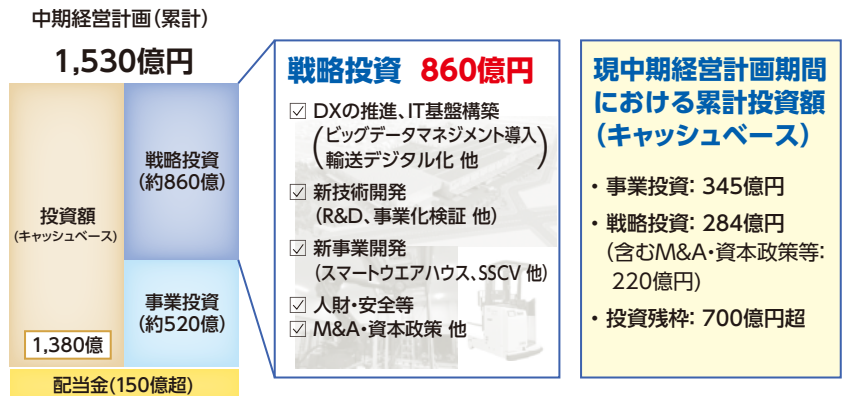 中期経営計画(累計)
1,530億円
投資額
(キャッシュベース)
1,380億
戦略投資
(約860億)
事業投資
(約520億)
配当金(150億超)
戦略投資 860億円
☑ DXの推進、IT基盤構築
(ビッグデータマネジメント導入
輸送デジタル化 他)
☑ 新技術開発
(R&D、事業化検証 他)
☑ 新事業開発
(スマートウエアハウス、SSCV 他)
☑ 人財・安全等
☑ M&A・資本政策 他
現中期経営計画期間
における累計投資額
(キャッシュベース)
・事業投資: 345億円
・戦略投資: 284億円
(含むM&A・資本政策等:
220億円)
・投資残枠: 700億円超